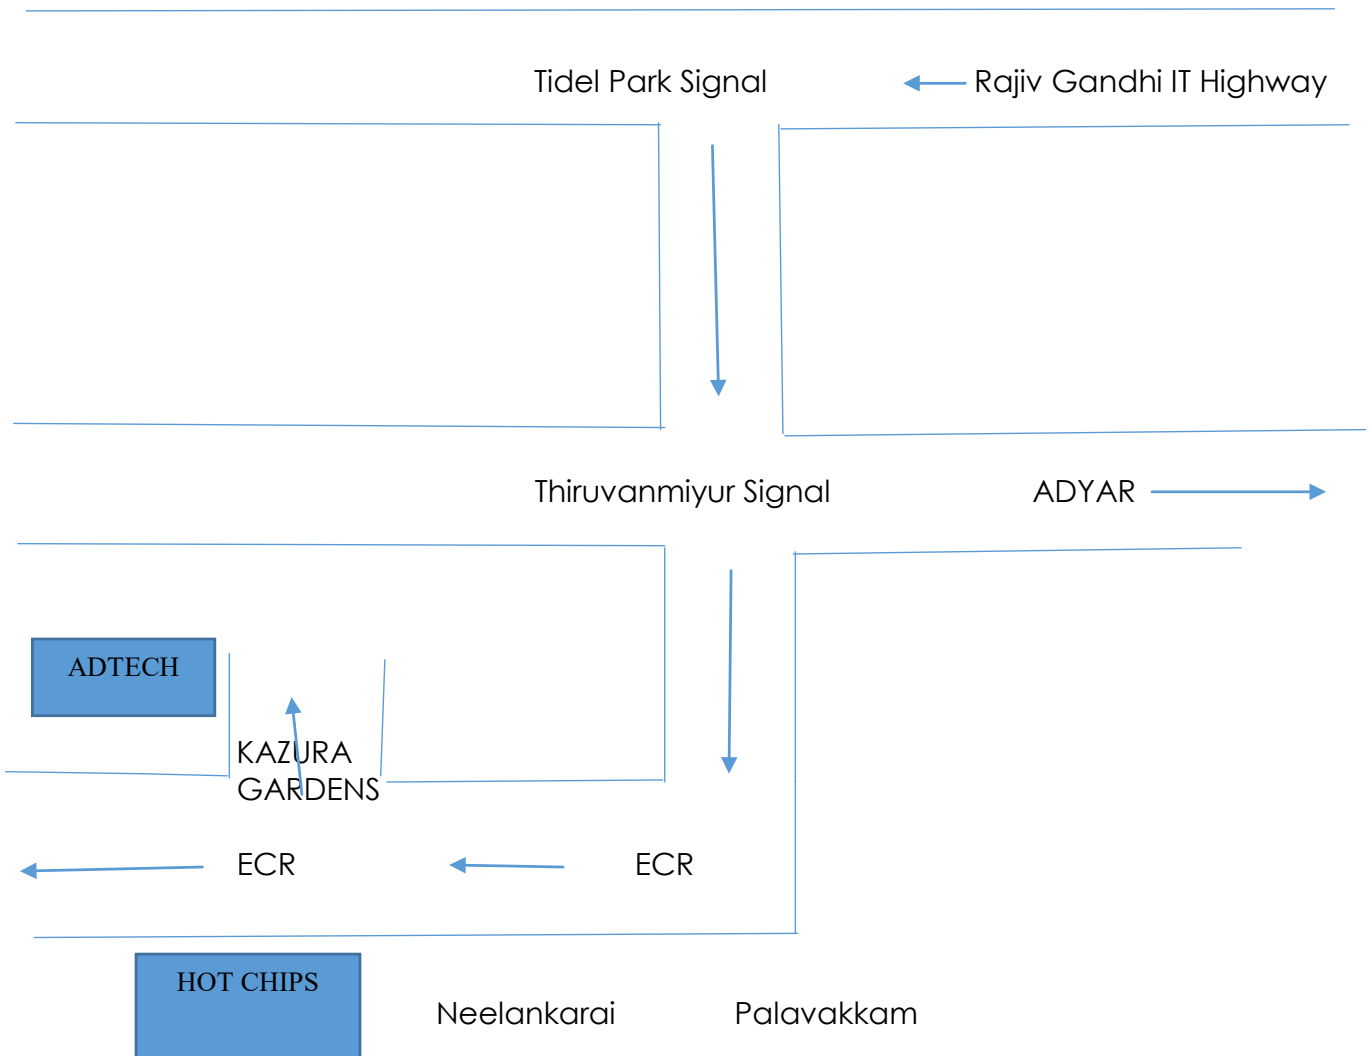 Tidel Park Signal
Rajiv Gandhi IT Highway
Thiruvanmiyur Signal
ADYAR
ADTECH
KAZURA
GARDENS
ECR
ECR
HOT CHIPS
Neelankarai
Palavakkam